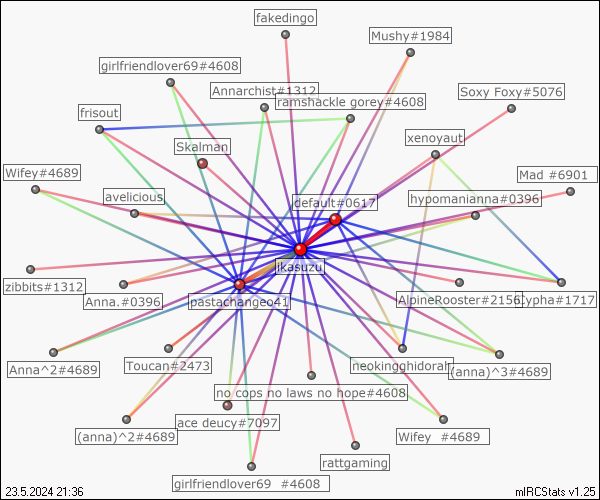 fakedingo
Mushy#1984
girlfriendlover69#4608
Annarchist#1312
Soxy Foxy#5076
ramshackle gorey#4608
frisout
xenoyaut
Skalman
Wifey#4689
Mad #6901
avelicious
default#0617
hypomanianna#0396
jkasuzu
zibbits#1312
Anna.#0396
pastachangeo41
AlpineRooster#2156
cypha#1717
Anna^2#4689
Toucan#2473
neokingghidorah
(anna)^3#4689
no cops no laws no hope#4608
(anna)^2#4689
ace deucy#7097
Wifey  #4689
rattgaming
girlfriendlover69  #4608
23.5.2024 21:36
mIRCStats v1.25